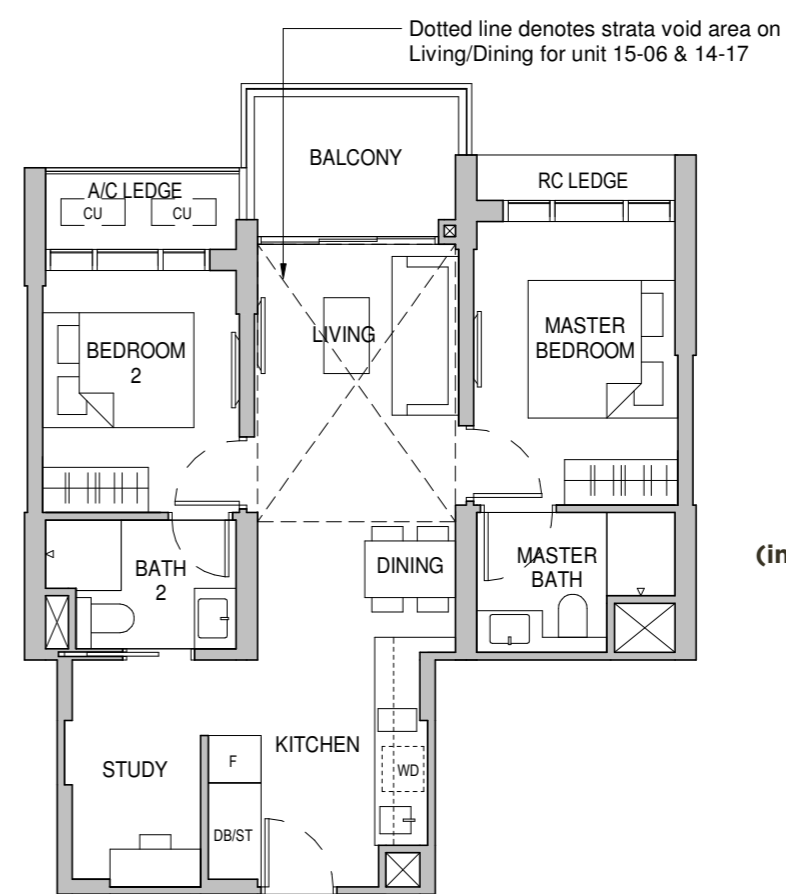 Dotted line denotes strata void area on
Living/Dining for unit 15-06 & 14-17
BALCONY
A/C LEDGE
CU
CU
RC LEDGE
LIVING
BEDROOM
2
MASTER
BEDROOM
BATH
2
DINING
MASTER
BATH
(in
KITCHEN
STUDY
F
WD
DB/ST